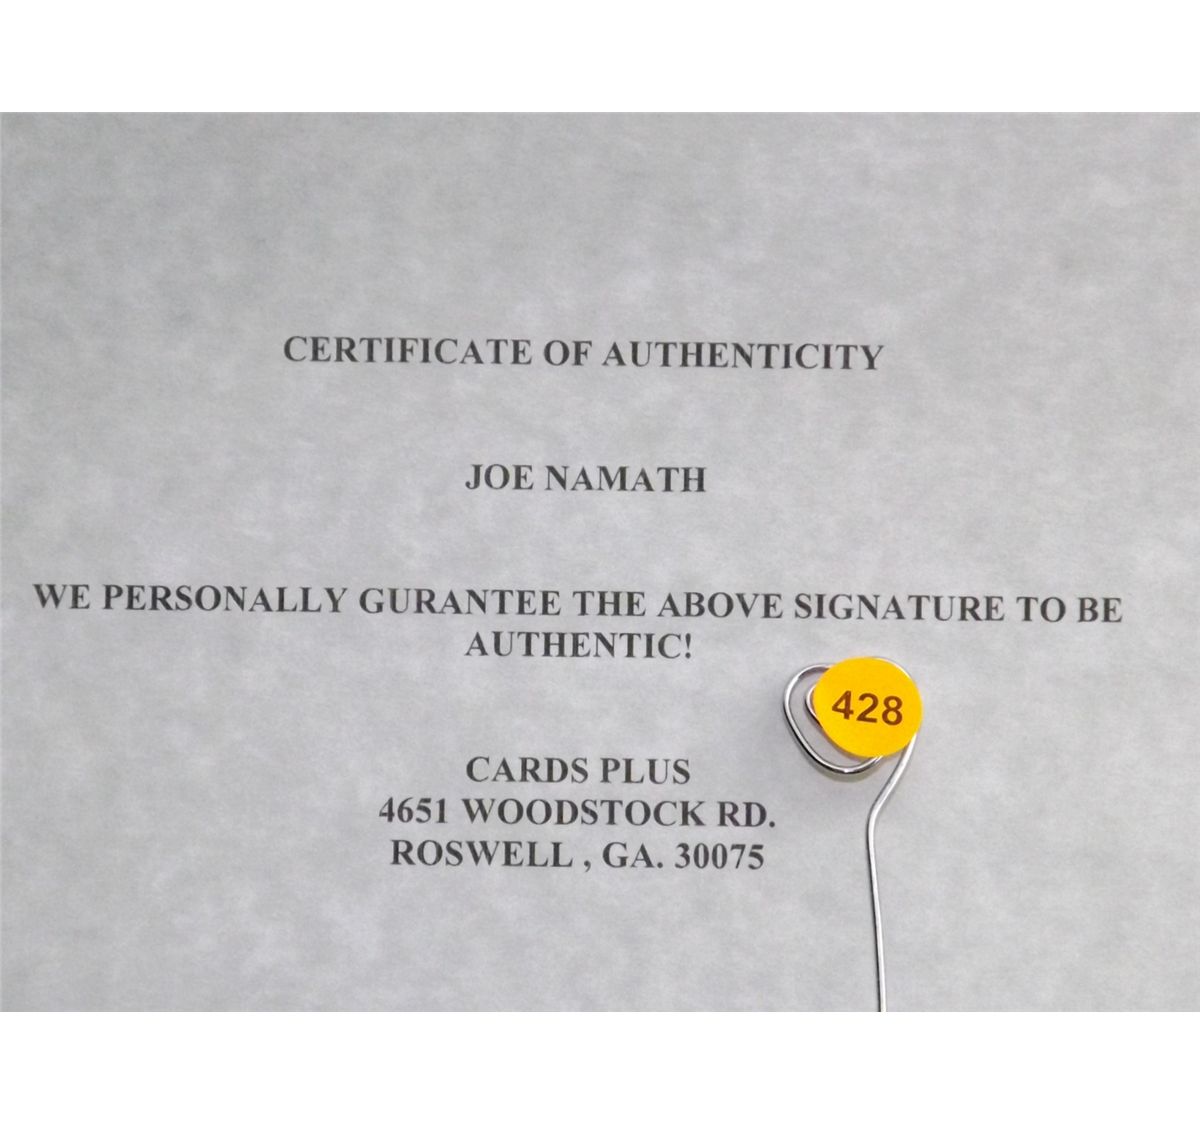 CERTIFICATE OF AUTHENTICITY
JOE NAMATH
WE PERSONALLY GURANTEE THE ABOVE SIGNATURE TO BE
AUTHENTIC!
428
CARDS PLUS
4651 WOODSTOCK RD.
ROSWELL , GA. 30075